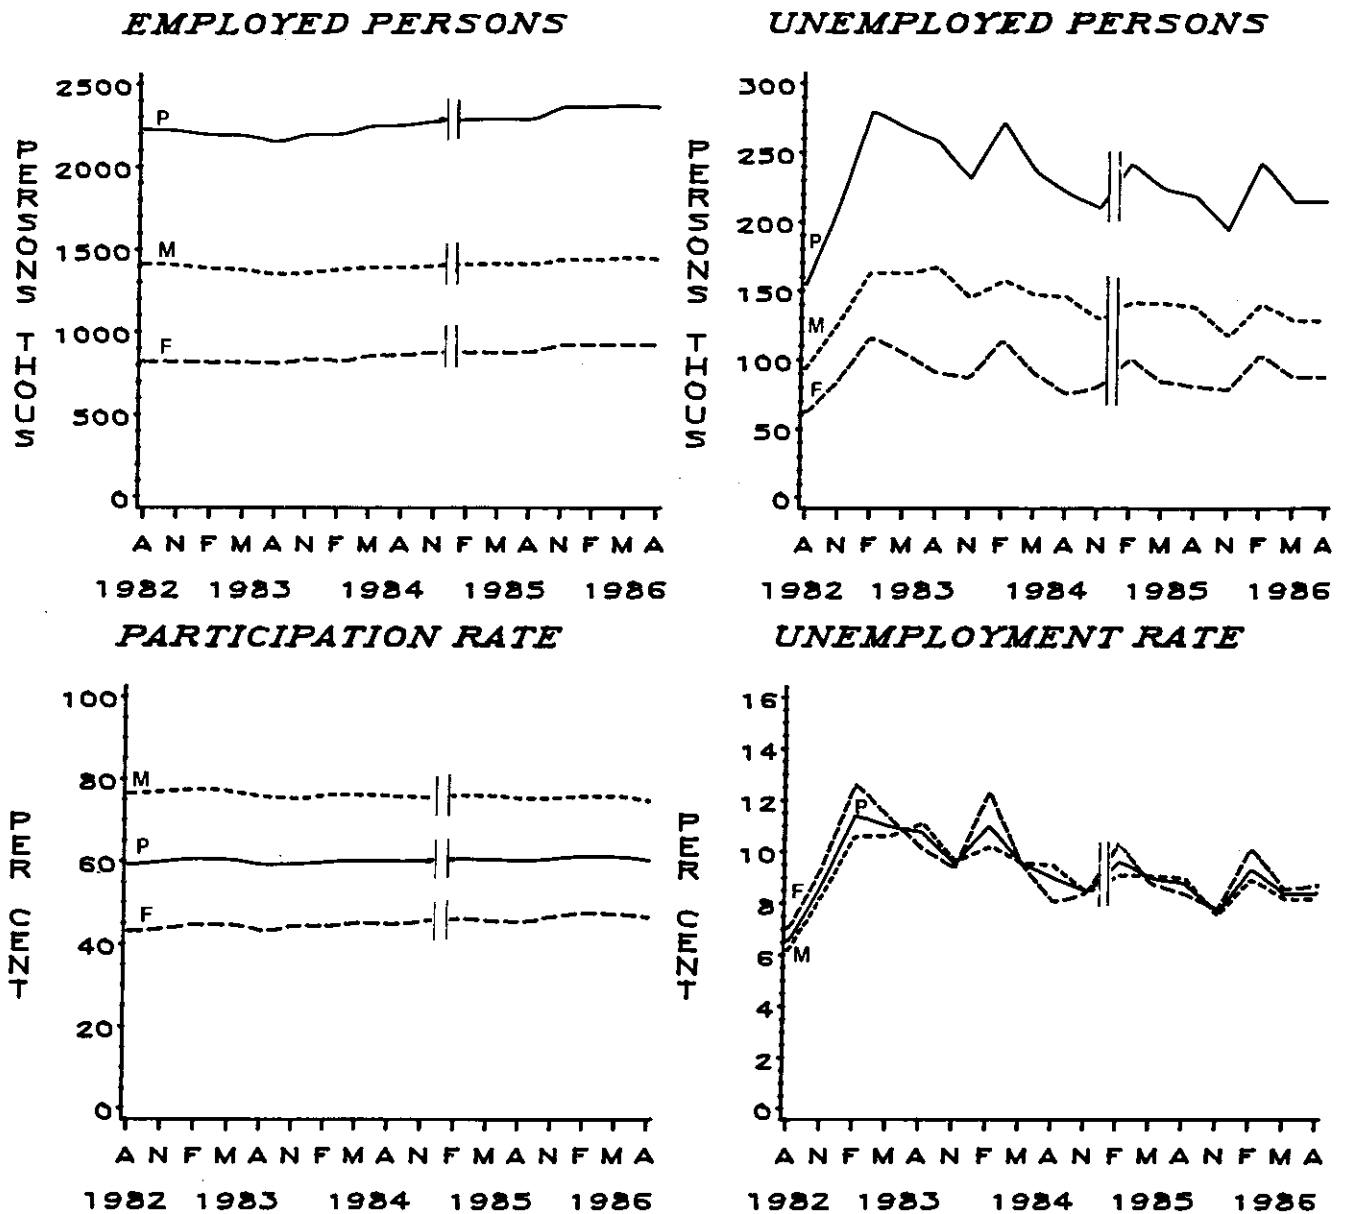 EMPLOYED PERSONS
PERSONS THOUS
2500
2000
1500
1000
500
0
P
M
F
A N F M A N F M A N F M A N F M A
1982 1983 1984 1985 1986
UNEMPLOYED PERSONS
PERSONS THOUS
300
250
200
150
100
50
0
P
M
F
A N F M A N F M A N F M A N F M A
1982 1983 1984 1985 1986
PARTICIPATION RATE
PER CENT
100
80
60
40
20
0
M
P
F
A N F M A N F M A N F M A N F M A
1982 1983 1984 1985 1986
UNEMPLOYMENT RATE
PER CENT
16
14
12
10
8
6
4
2
0
P
F
M
A N F M A N F M A N F M A N F M A
1982 1983 1984 1985 1986